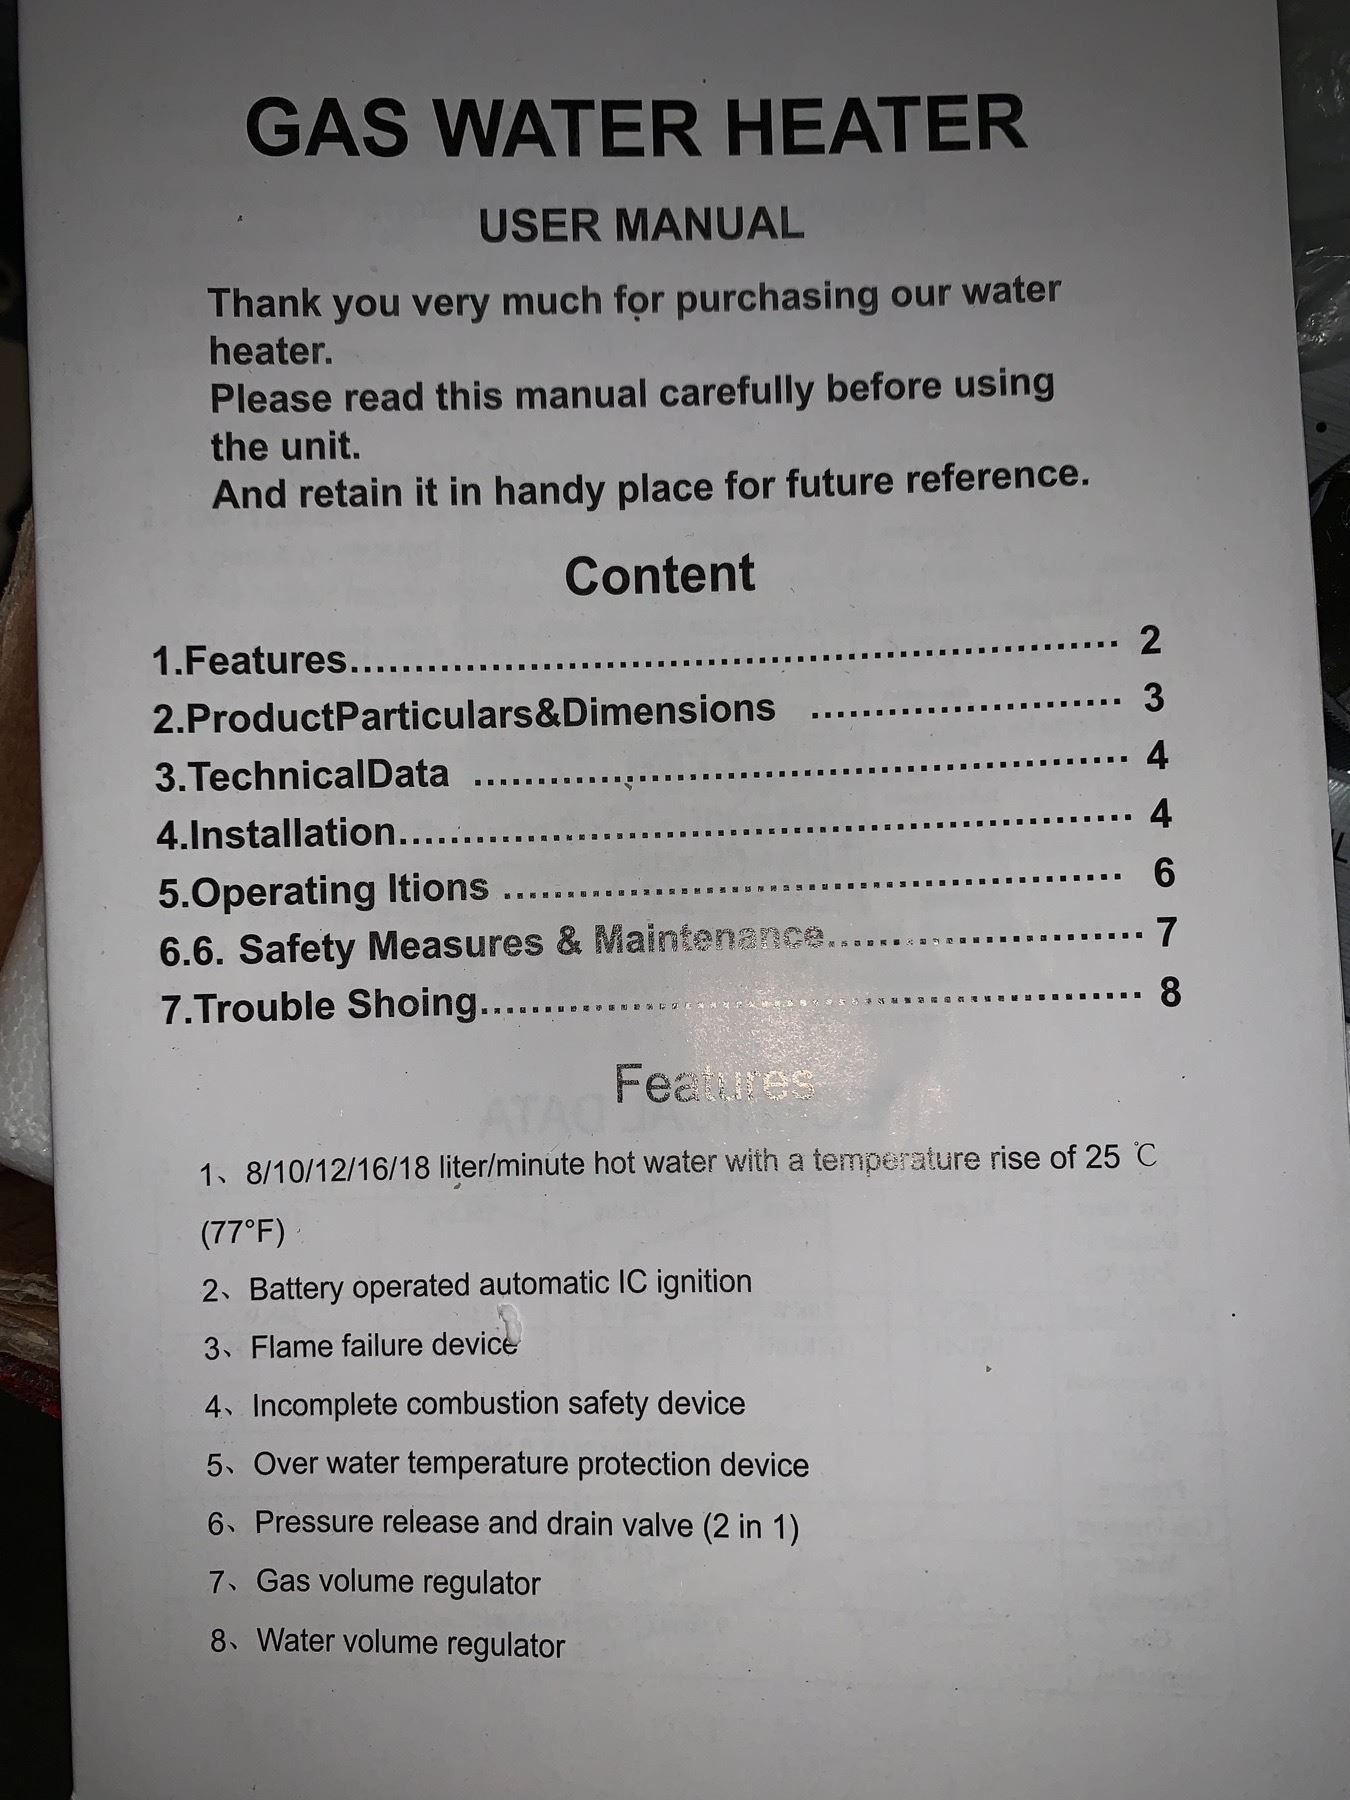 GAS WATER HEATER
USER MANUAL
Thank you very much for purchasing our water
heater.
Please read this manual carefully before using
the unit.
And retain it in handy place for future reference.
Content
1.Features............................................................ 2
2.ProductParticulars&Dimensions ........................ 3
3.TechnicalData .................................................... 4
4.Installation.......................................................... 4
5.Operating Itions ................................................ 6
6.6. Safety Measures & Maintenance......................... 7
7.Trouble Shoing.................................................... 8
Features
1、8/10/12/16/18 liter/minute hot water with a temperature rise of 25 ℃
(77°F)
2、Battery operated automatic IC ignition
3、Flame failure device
4、Incomplete combustion safety device
5、Over water temperature protection device
6、Pressure release and drain valve (2 in 1)
7、Gas volume regulator
8、Water volume regulator